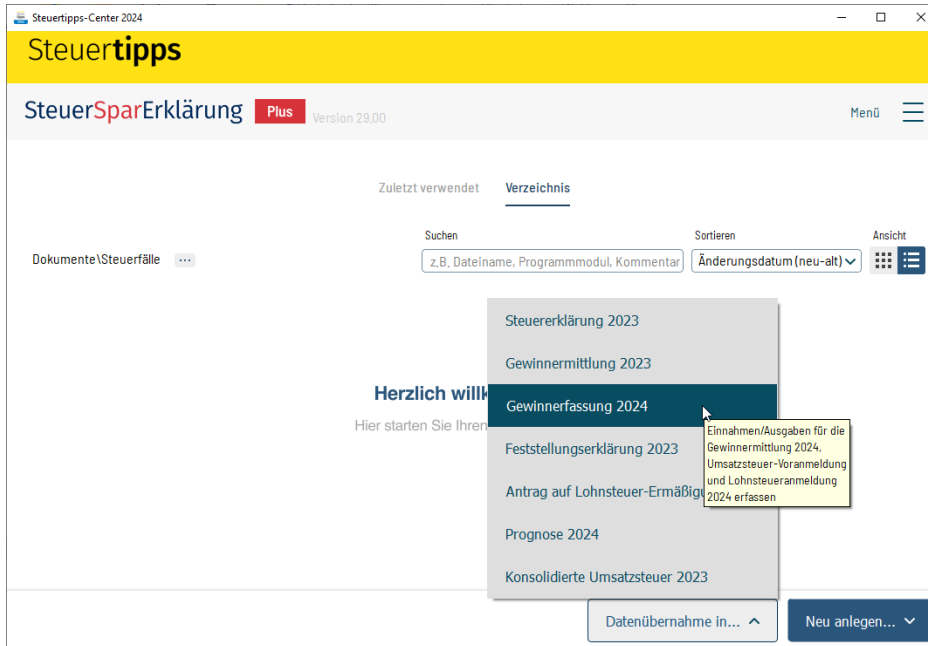 Steuertipps-Center 2024
Steuertipps
SteuerSparErklärung Plus Version 29.00
Menü
Zuletzt verwendet Verzeichnis
Suchen
Sortieren
Ansicht
Dokumente\Steuerfälle ...
z.B. Dateiname, Programmmodul, Kommentar
Änderungsdatum (neu-alt)
Herzlich willk
Hier starten Sie Ihren
Steuererklärung 2023
Gewinnermittlung 2023
Gewinnerfassung 2024
Feststellungserklärung 2023
Antrag auf Lohnsteuer-Ermäßigu
Prognose 2024
Konsolidierte Umsatzsteuer 2023
Einnahmen/Ausgaben für die
Gewinnermittlung 2024,
Umsatzsteuer-Voranmeldung
und Lohnsteueranmeldung
2024 erfassen
Datenübernahme in...
Neu anlegen...